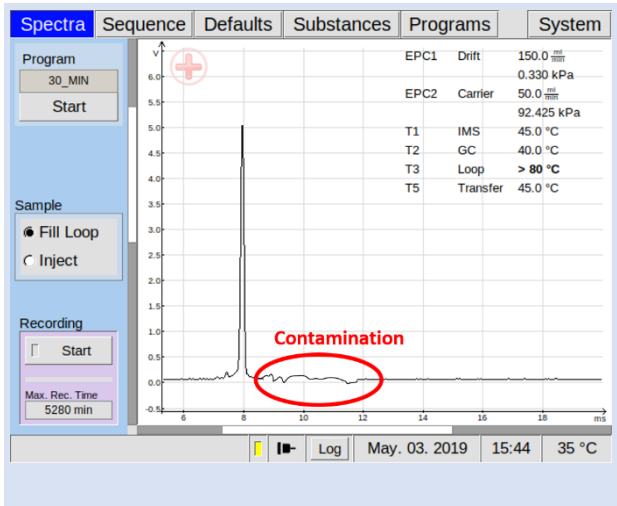 Spectra Sequence Defaults Substances Programs System
Program
30_MIN
Start
Sample
Fill Loop
Inject
Recording
Start
Max. Rec. Time
5280 min
V
6.0
5.5
5.0
4.5
4.0
3.5
3.0
2.5
2.0
1.5
1.0
0.5
0.0
-0.5
6 8 10 12 14 16 18 ms
EPC1 Drift 150.0 ml/min
0.330 kPa
EPC2 Carrier 50.0 ml/min
92.425 kPa
T1 IMS 45.0 °C
T2 GC 40.0 °C
T3 Loop > 80 °C
T5 Transfer 45.0 °C
Contamination
Log May. 03. 2019 15:44 35 °C